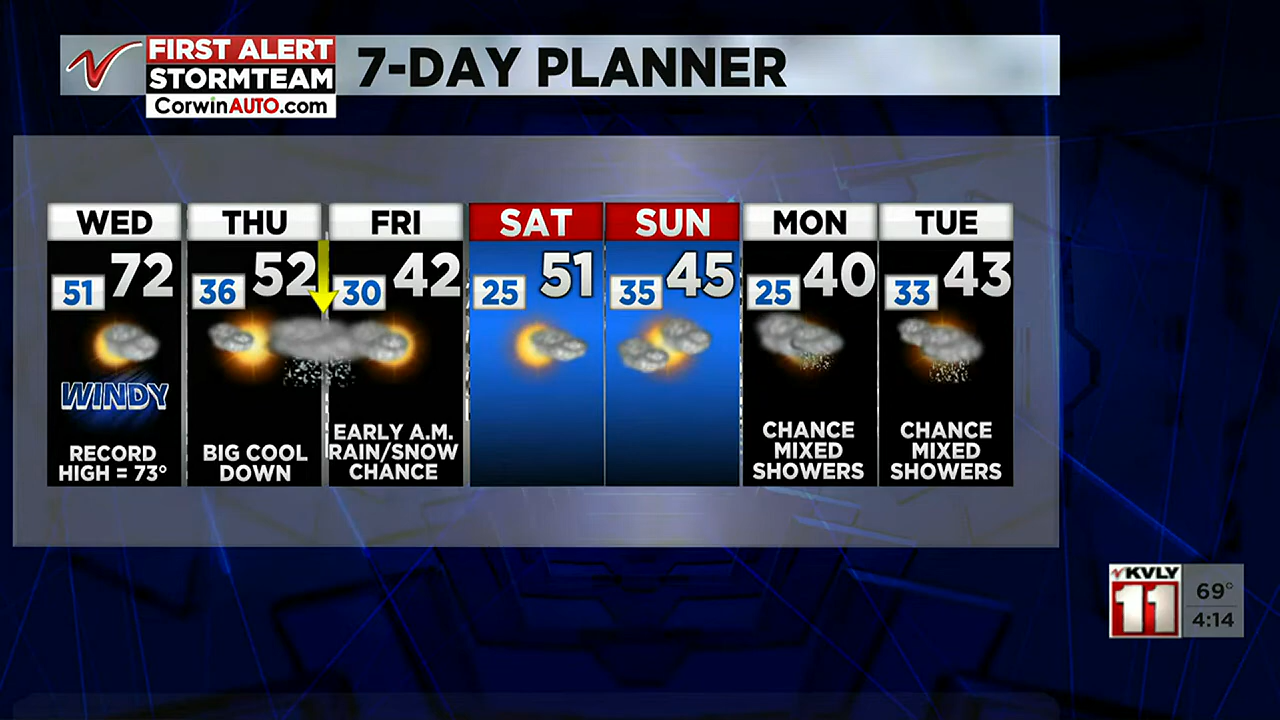 FIRST ALERT
STORMTEAM
CorwinAUTO.com
7-DAY PLANNER
WED
THU
FRI
SAT
SUN
MON
TUE
51 72
36 52
30 42
25 51
35 45
25 40
33 43
WINDY
RECORD
HIGH = 73°
BIG COOL
DOWN
EARLY A.M.
RAIN/SNOW
CHANCE
CHANCE
MIXED
SHOWERS
CHANCE
MIXED
SHOWERS
KVLY
11
69°
4:14